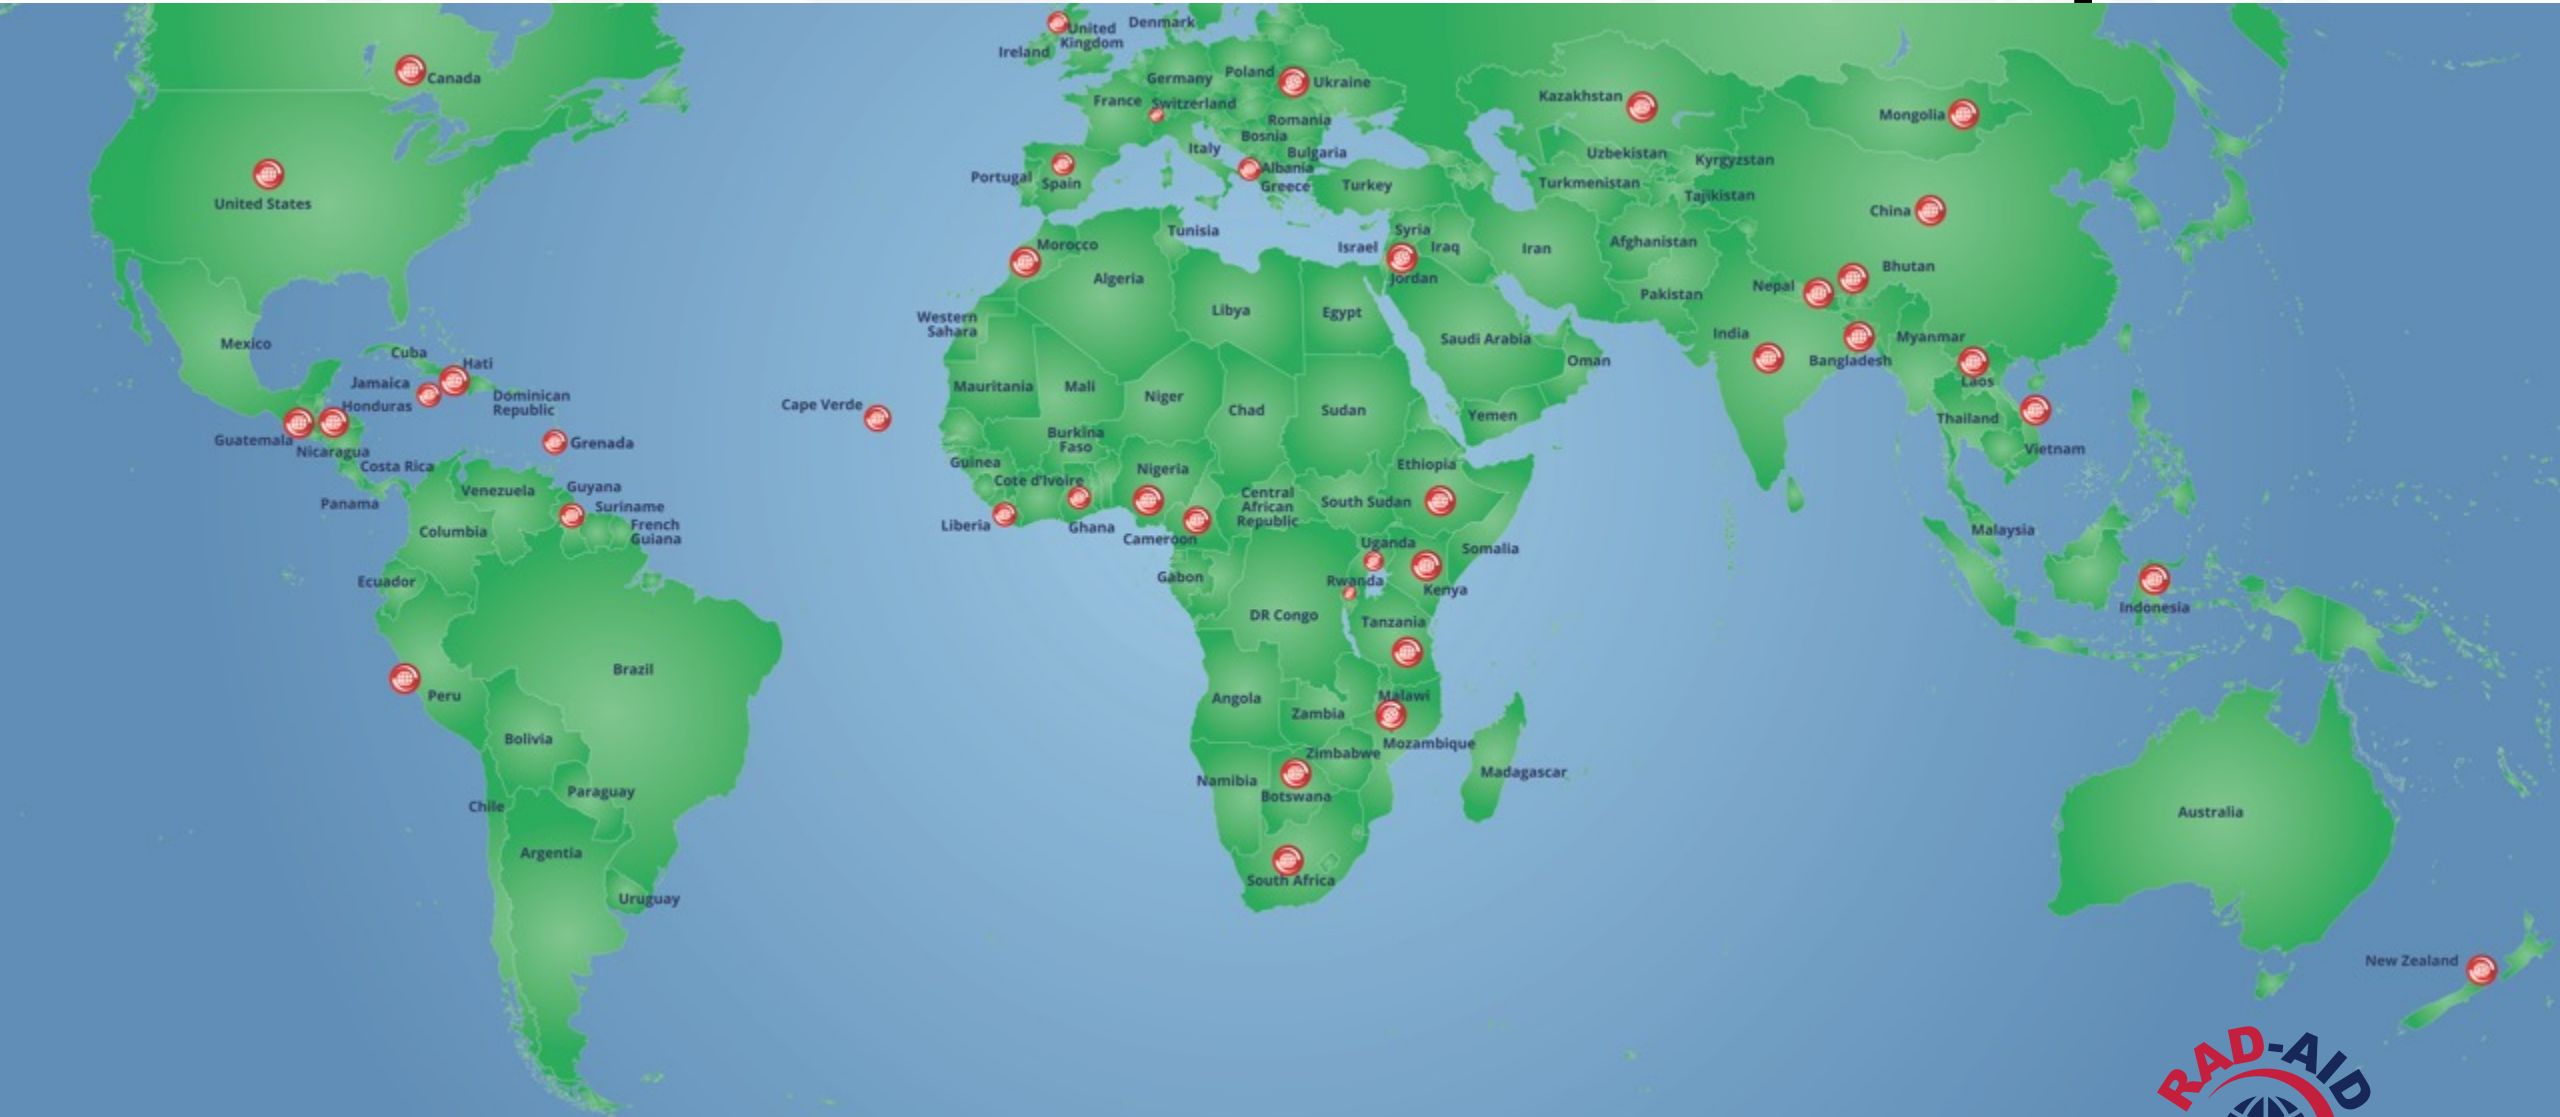 United
Kingdom
Denmark
Ireland
Canada
Germany
Poland
Ukraine
France
Switzerland
Kazakhstan
Mongolia
Romania
Bosnia
Italy
Bulgaria
Uzbekistan
Kyrgyzstan
Albania
Portugal
Spain
Greece
Turkey
Turkmenistan
Tajikistan
United States
China
Tunisia
Syria
Morocco
Israel
Iraq
Iran
Afghanistan
Bhutan
Algeria
Jordan
Nepal
Pakistan
Libya
Egypt
Western
Sahara
India
Myanmar
Saudi Arabia
Mexico
Cuba
Hati
Oman
Bangladesh
Jamaica
Laos
Mauritania
Mali
Niger
Dominican
Republic
Honduras
Cape Verde
Chad
Sudan
Yemen
Thailand
Guatemala
Grenada
Burkina
Faso
Nicaragua
Vietnam
Costa Rica
Guinea
Nigeria
Ethiopia
Cote d'Ivoire
Venezuela
Guyana
Panama
Suriname
Central
African
Republic
South Sudan
Liberia
Ghana
Columbia
French
Guiana
Cameroon
Malaysia
Uganda
Somalia
Ecuador
Gabon
Rwanda
Kenya
Indonesia
DR Congo
Tanzania
Brazil
Peru
Angola
Malawi
Zambia
Bolivia
Mozambique
Zimbabwe
Madagascar
Namibia
Botswana
Paraguay
Chile
Australia
Argentia
South Africa
Uruguay
New Zealand
RAD-AID